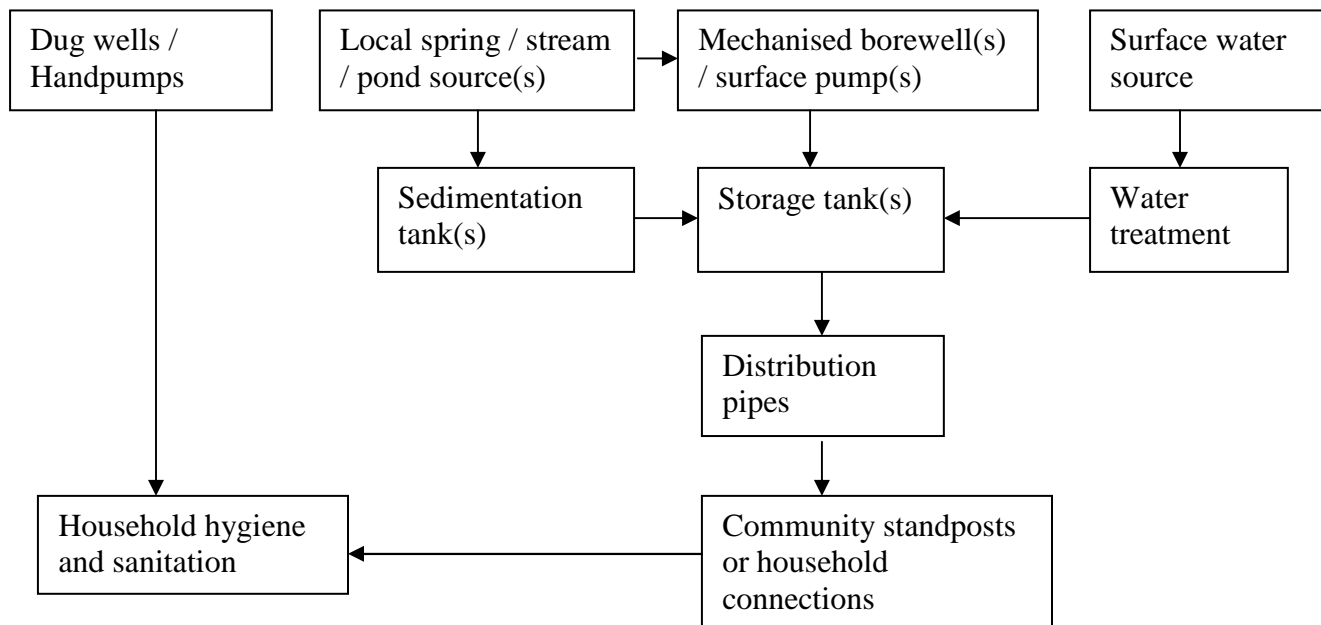 Dug wells /
Handpumps
Local spring / stream
/ pond source(s)
Mechanised borewell(s)
/ surface pump(s)
Surface water
source
Sedimentation
tank(s)
Storage tank(s)
Water
treatment
Distribution
pipes
Household hygiene
and sanitation
Community standposts
or household
connections